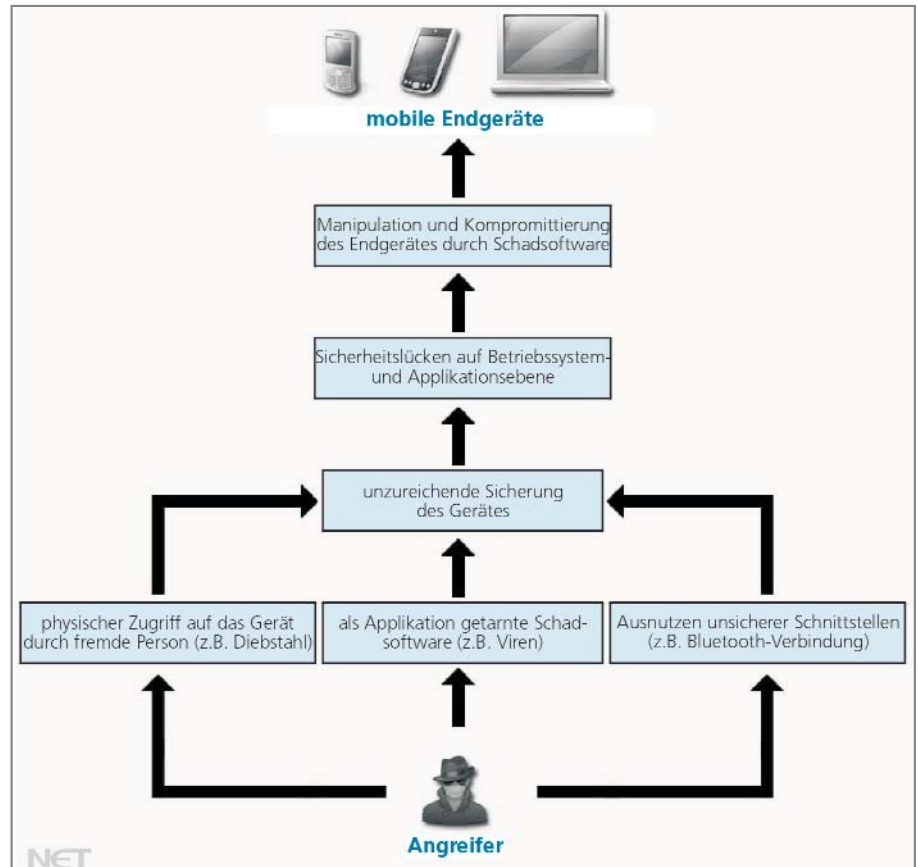 mobile Endgeräte
Manipulation und Kompromittierung
des Endgerätes durch Schadsoftware
Sicherheitslücken auf Betriebssystem-
und Applikationsebene
unzureichende Sicherung
des Gerätes
physischer Zugriff auf das Gerät
durch fremde Person (z.B. Diebstahl)
als Applikation getarnte Schad-
software (z.B. Viren)
Ausnutzen unsicherer Schnittstellen
(z.B. Bluetooth-Verbindung)
Angreifer
NET